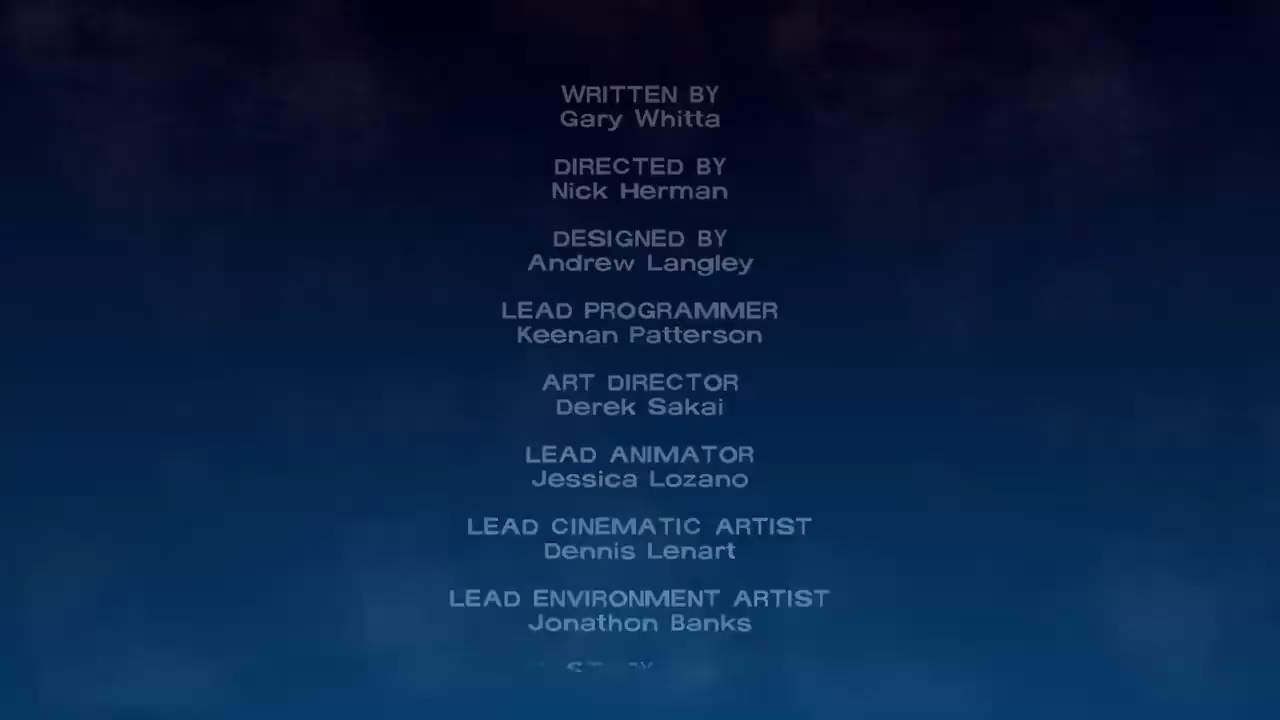 WRITTEN BY
Gary Whitta
DIRECTED BY
Nick Herman
DESIGNED BY
Andrew Langley
LEAD PROGRAMMER
Keenan Patterson
ART DIRECTOR
Derek Sakai
LEAD ANIMATOR
Jessica Lozano
LEAD CINEMATIC ARTIST
Dennis Lenart
LEAD ENVIRONMENT ARTIST
Jonathon Banks